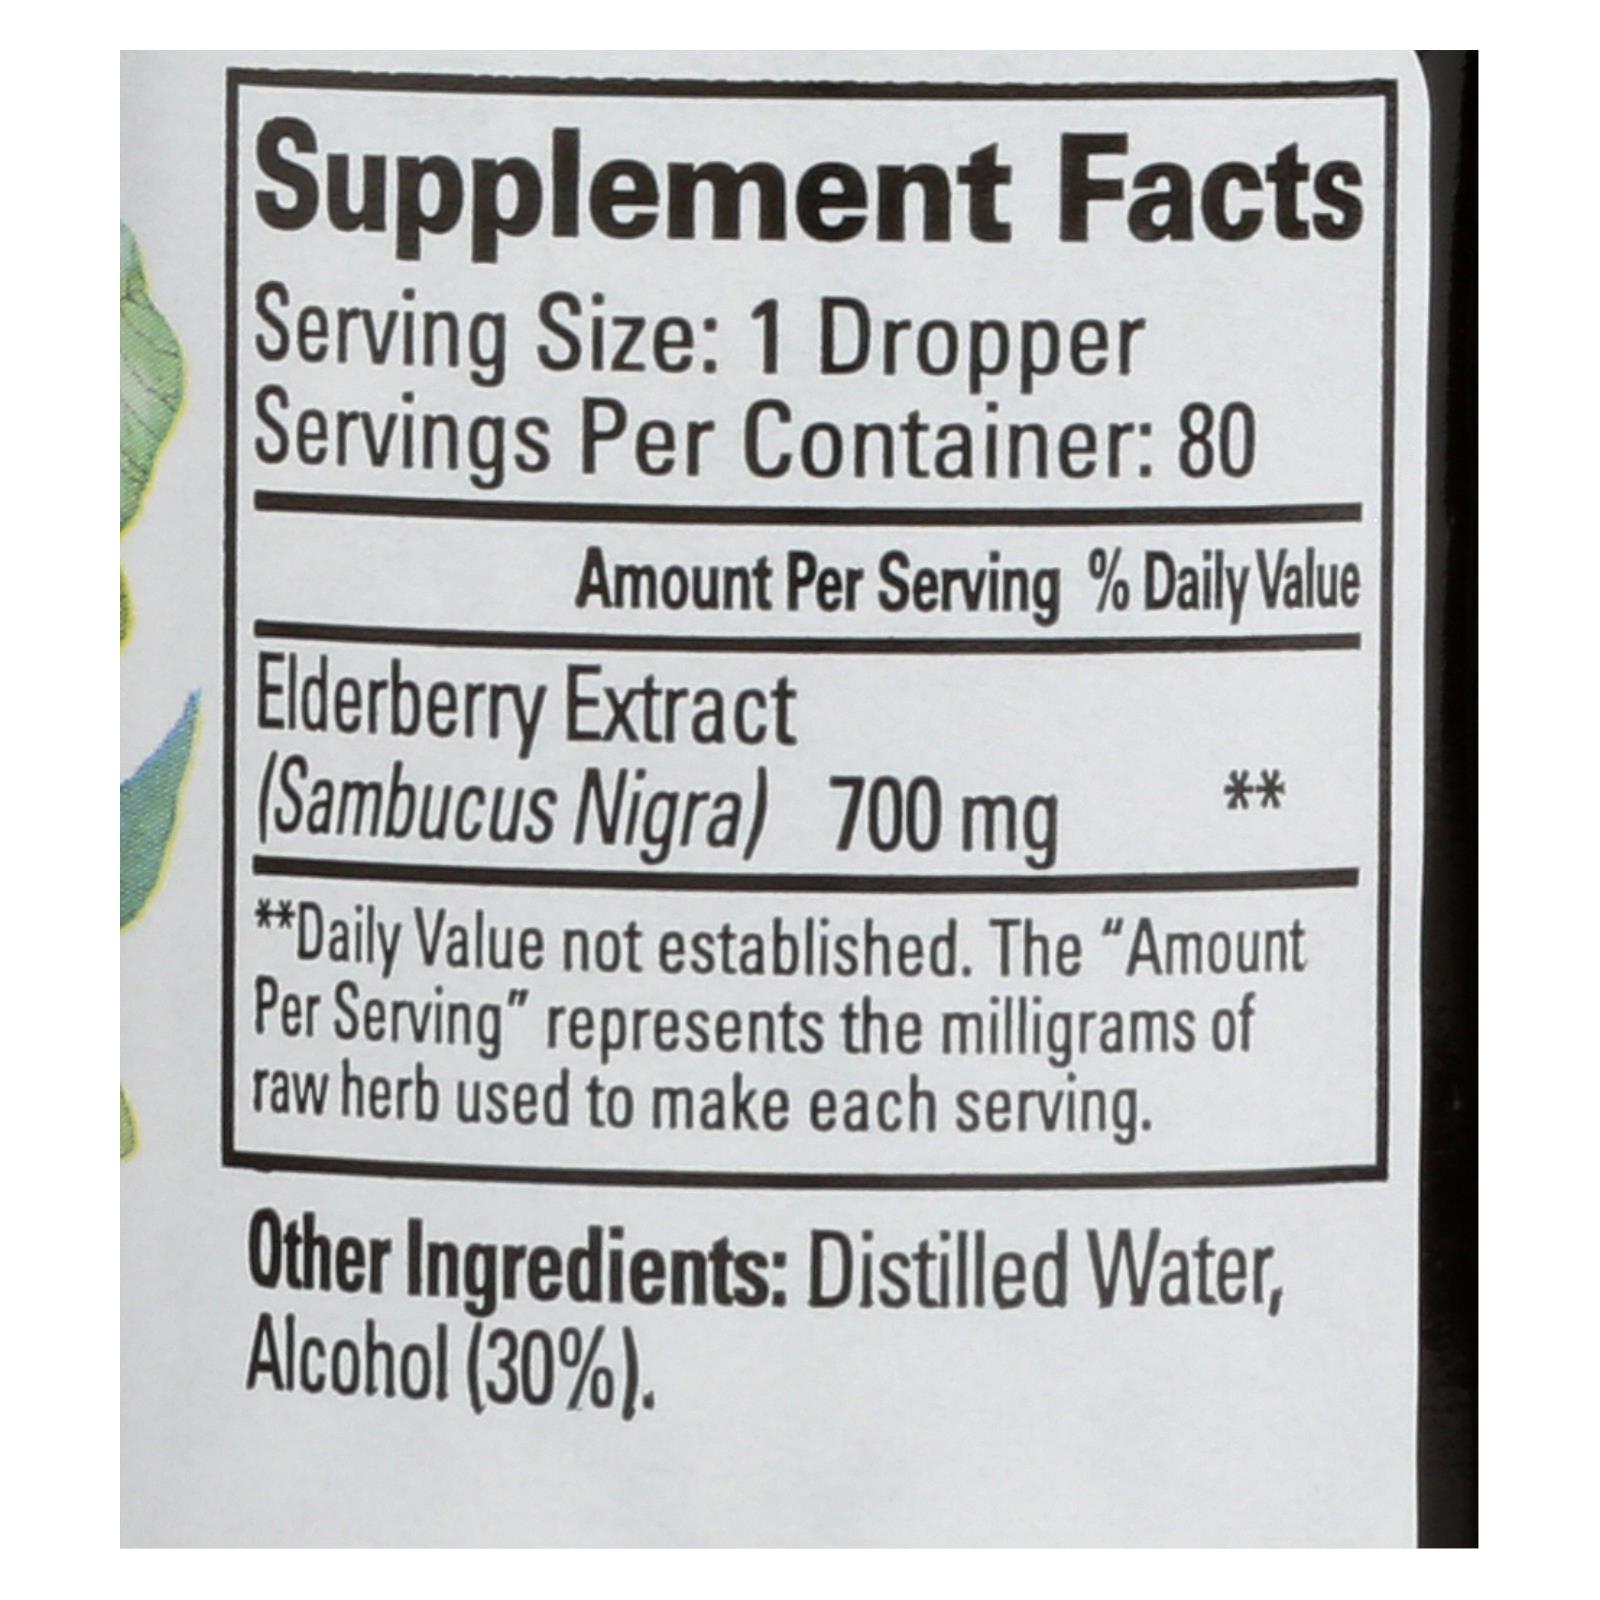 Supplement Facts
Serving Size: 1 Dropper
Servings Per Container: 80
Amount Per Serving % Daily Value
Elderberry Extract
(Sambucus Nigra) 700 mg **
**Daily Value not established. The “Amount
Per Serving” represents the milligrams of
raw herb used to make each serving.
Other Ingredients: Distilled Water,
Alcohol (30%).